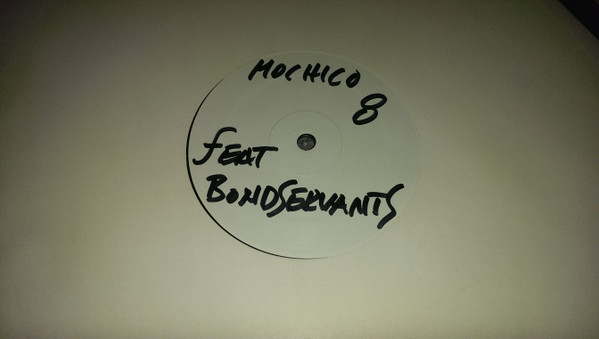 MOCHICO
8
FEAT
BONDSERVANTS